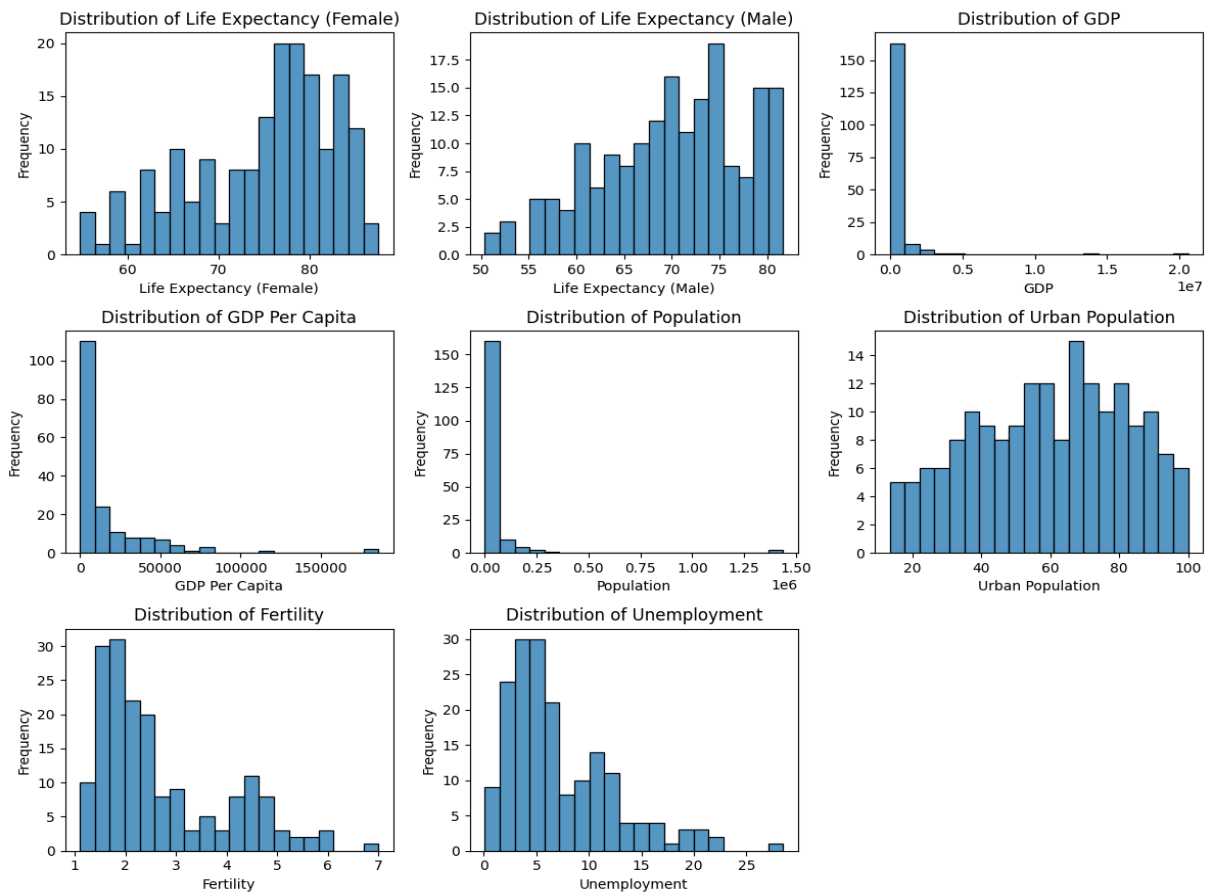 Distribution of Life Expectancy (Female)
20
15
10
5
0
Frequency
60 70 80
Life Expectancy (Female)
Distribution of Life Expectancy (Male)
17.5
15.0
12.5
10.0
7.5
5.0
2.5
0.0
Frequency
50 55 60 65 70 75 80
Life Expectancy (Male)
Distribution of GDP
150
125
100
75
50
25
0
Frequency
0.0 0.5 1.0 1.5 2.0
1e7
GDP
Distribution of GDP Per Capita
100
80
60
40
20
0
Frequency
0 50000 100000 150000
GDP Per Capita
Distribution of Population
150
125
100
75
50
25
0
Frequency
0.00 0.25 0.50 0.75 1.00 1.25 1.50
1e6
Population
Distribution of Urban Population
14
12
10
8
6
4
2
0
Frequency
20 40 60 80 100
Urban Population
Distribution of Fertility
30
25
20
15
10
5
0
Frequency
1 2 3 4 5 6 7
Fertility
Distribution of Unemployment
30
25
20
15
10
5
0
Frequency
0 5 10 15 20 25
Unemployment